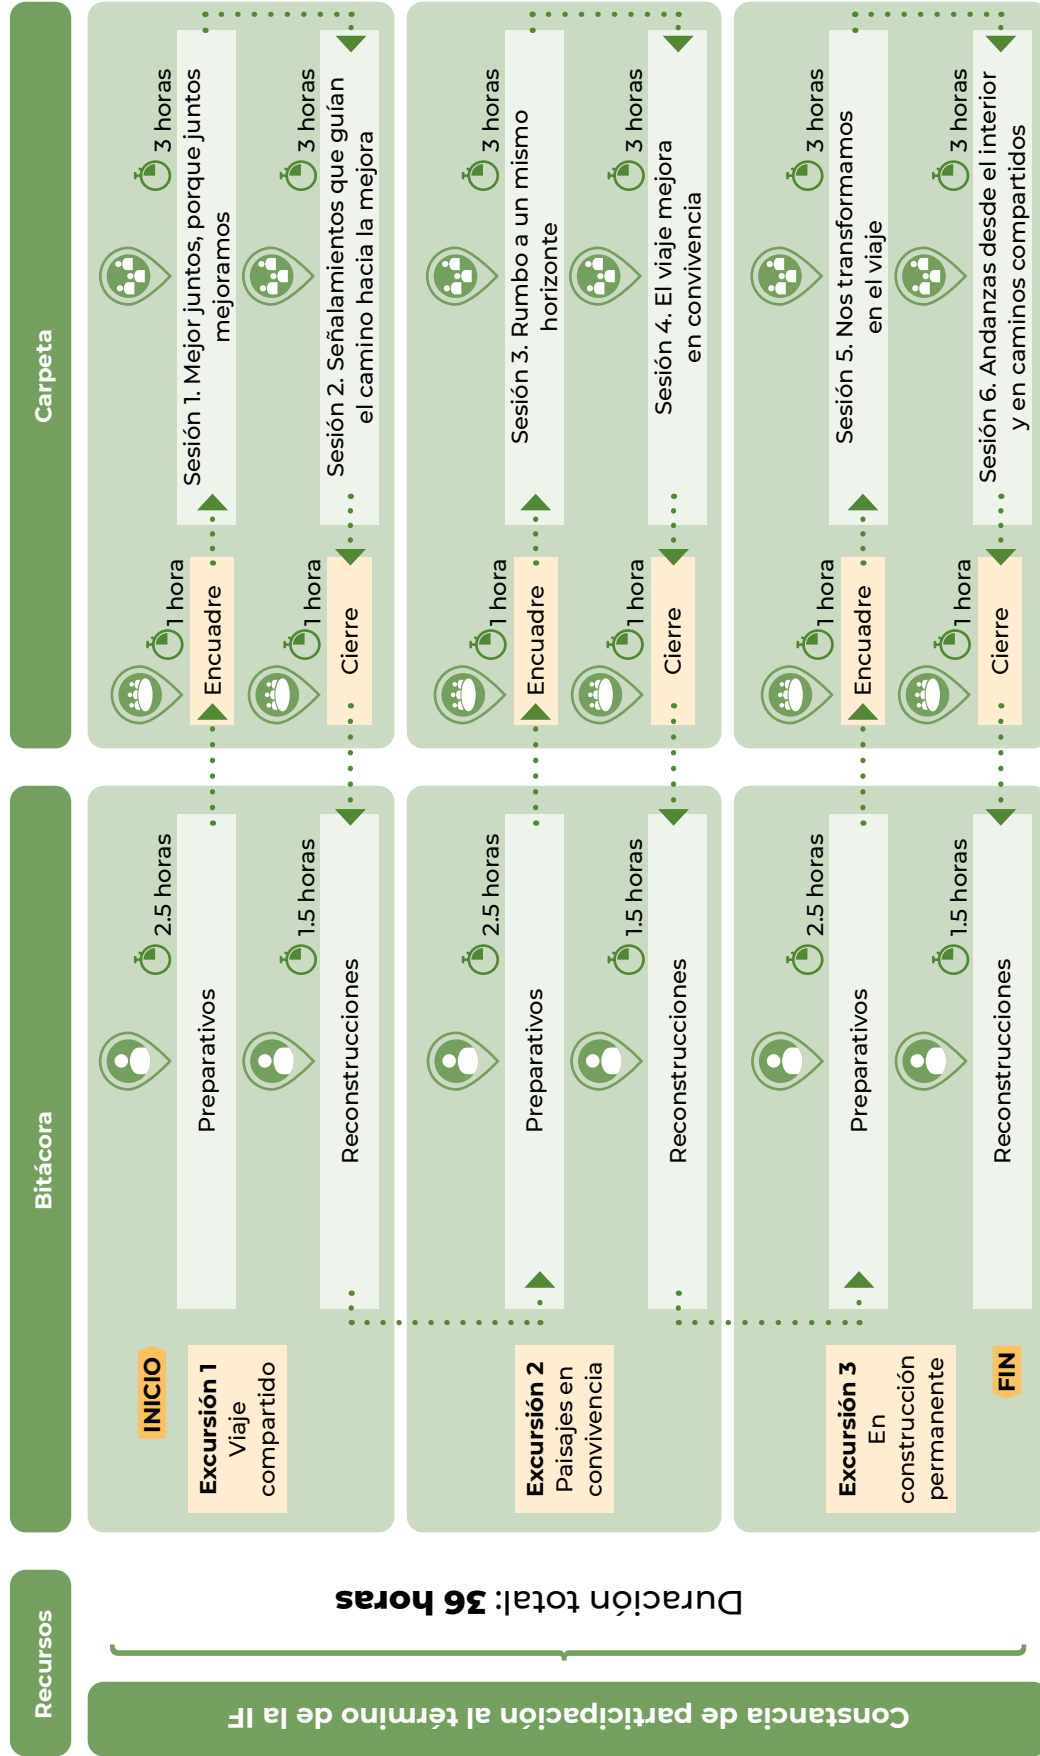 Recursos
Bitácora
Carpeta
Constancia de participación al término de la IF
Duración total: 36 horas
INICIO
Excursión 1
Viaje
compartido
2.5 horas
Preparativos
1 hora
Encuadre
3 horas
Sesión 1. Mejor juntos, porque juntos
mejoramos
1.5 horas
Reconstrucciones
1 hora
Cierre
3 horas
Sesión 2. Señalamientos que guían
el camino hacia la mejora
Excursión 2
Paisajes en
convivencia
2.5 horas
Preparativos
1 hora
Encuadre
3 horas
Sesión 3. Rumbo a un mismo
horizonte
1.5 horas
Reconstrucciones
1 hora
Cierre
3 horas
Sesión 4. El viaje mejora
en convivencia
Excursión 3
En
construcción
permanente
2.5 horas
Preparativos
1 hora
Encuadre
3 horas
Sesión 5. Nos transformamos
en el viaje
FIN
1.5 horas
Reconstrucciones
1 hora
Cierre
3 horas
Sesión 6. Andanzas desde el interior
y en caminos compartidos